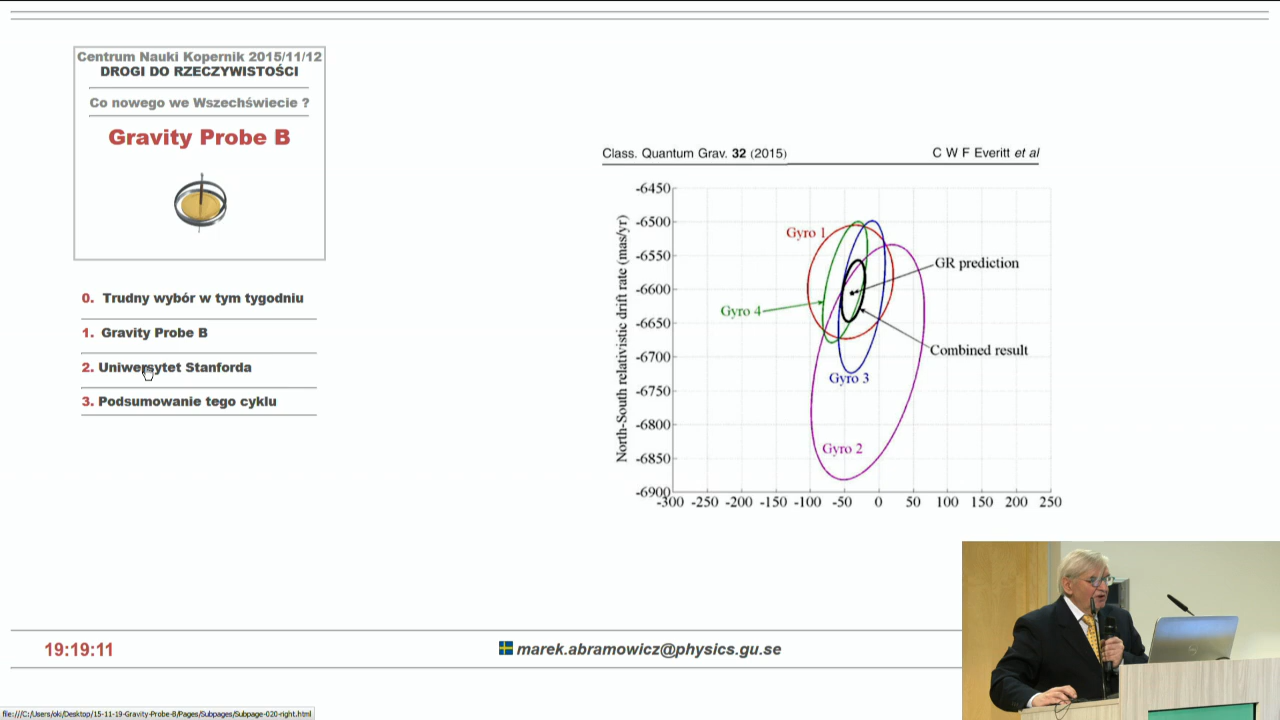 Centrum Nauki Kopernik 2015/11/12
DROGI DO RZECZYWISTOŚCI
Co nowego we Wszechświecie ?
Gravity Probe B
0. Trudny wybór w tym tygodniu
1. Gravity Probe B
2. Uniwersytet Stanforda
3. Podsumowanie tego cyklu
Class. Quantum Grav. 32 (2015)
C W F Everitt et al
North-South relativistic drift rate (mas/yr)
-6450
-6500
-6550
-6600
-6650
-6700
-6750
-6800
-6850
-6900
Gyro 1
GR prediction
Gyro 4
Combined result
Gyro 3
Gyro 2
-300 -250 -200 -150 -100 -50 0 50 100 150 200 250
19:19:11
marek.abramowicz@physics.gu.se
file:///C:/Users/oki/Desktop/15-11-19-Gravity-Probe-B/Pages/Subpages/Subpage-020-right.html